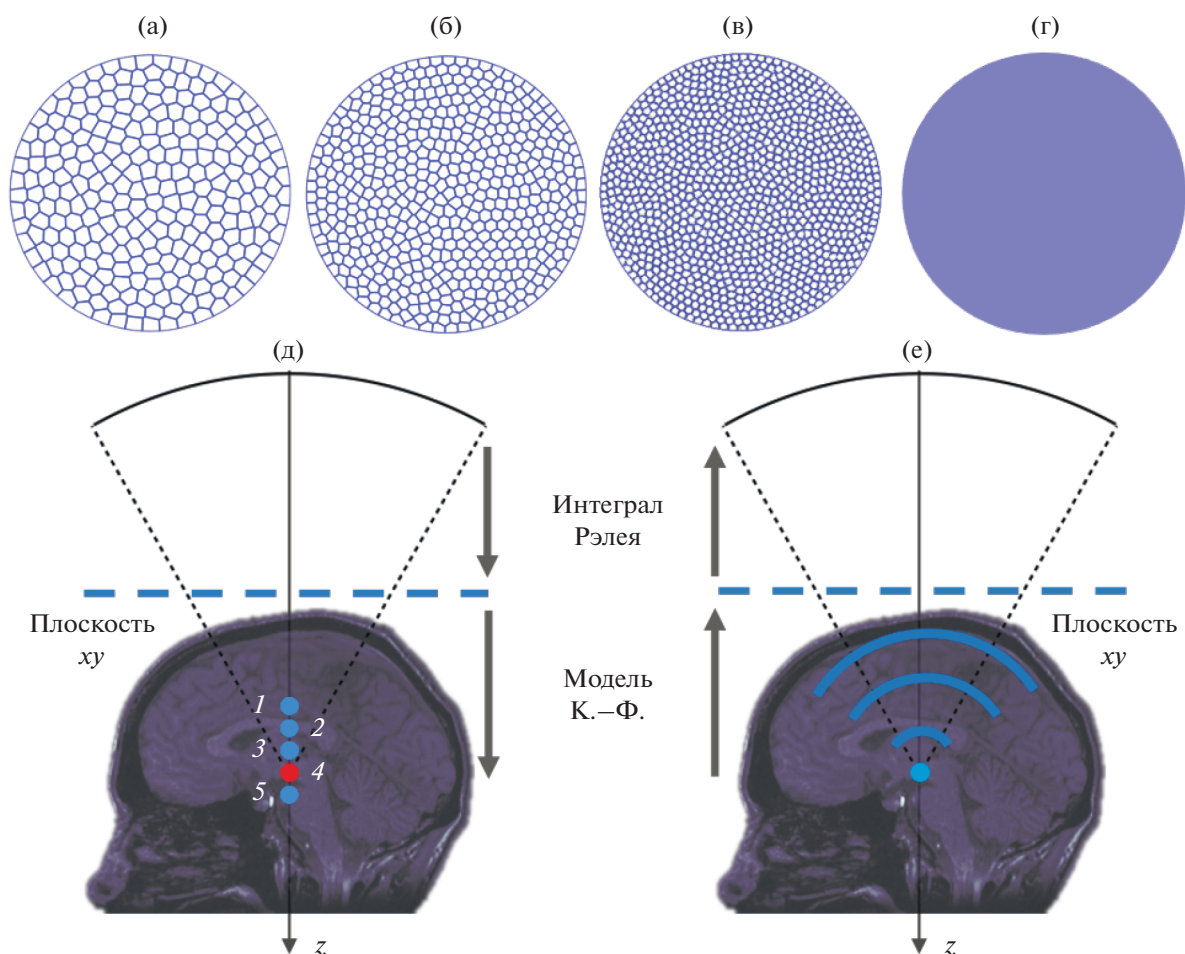 (а)
(б)
(в)
(г)
(д)
(е)
Интеграл
Рэлея
Плоскость
xy
Плоскость
xy
Модель
К.–Ф.
1
2
3
4
5
z
z